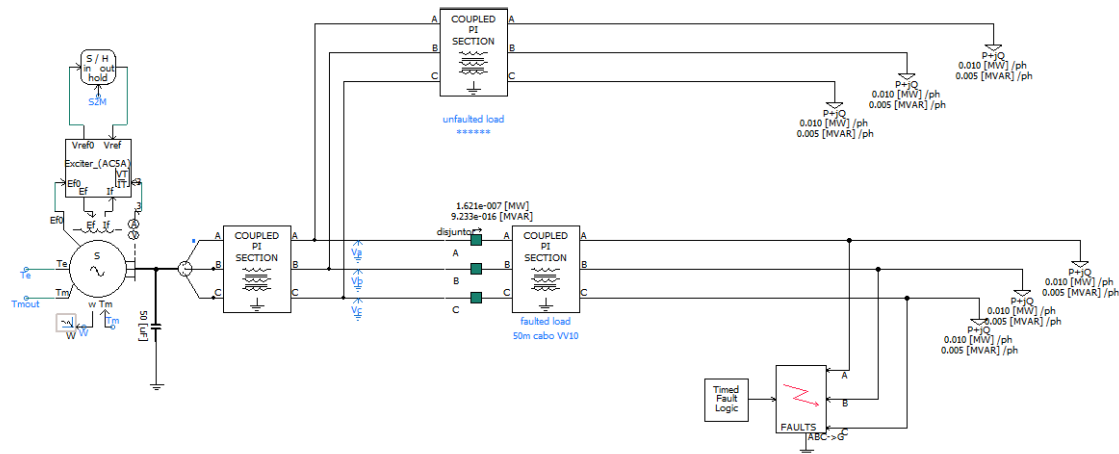 A COUPLED A
PI
SECTION
B B
C C
unfaulted load
******
P+jQ
0.010 [MW] /ph
0.005 [MVAR] /ph
P+jQ
0.010 [MW] /ph
0.005 [MVAR] /ph
P+jQ
0.010 [MW] /ph
0.005 [MVAR] /ph
S / H
in out
hold
S2M
Vref0 Vref
Exciter_(AC5A)
VT
Ef0 IT 3
Ef If
3
Ef0 Ef If A
V
S
Te Te
Tmout Tm
w Tm
W W Tm
50 [uF]
A COUPLED A
PI
SECTION
B B
C C
Va
Vb
Vc
1.621e-007 [MW]
9.233e-016 [MVAR]
disjuntor
A
B
C
A COUPLED A
PI
SECTION
B B
C C
faulted load
50m cabo VV10
P+jQ
0.010 [MW] /ph
0.005 [MVAR] /ph
P+jQ
0.010 [MW] /ph
0.005 [MVAR] /ph
P+jQ
0.010 [MW] /ph
0.005 [MVAR] /ph
Timed
Fault
Logic
A
B
C
FAULTS
ABC->G